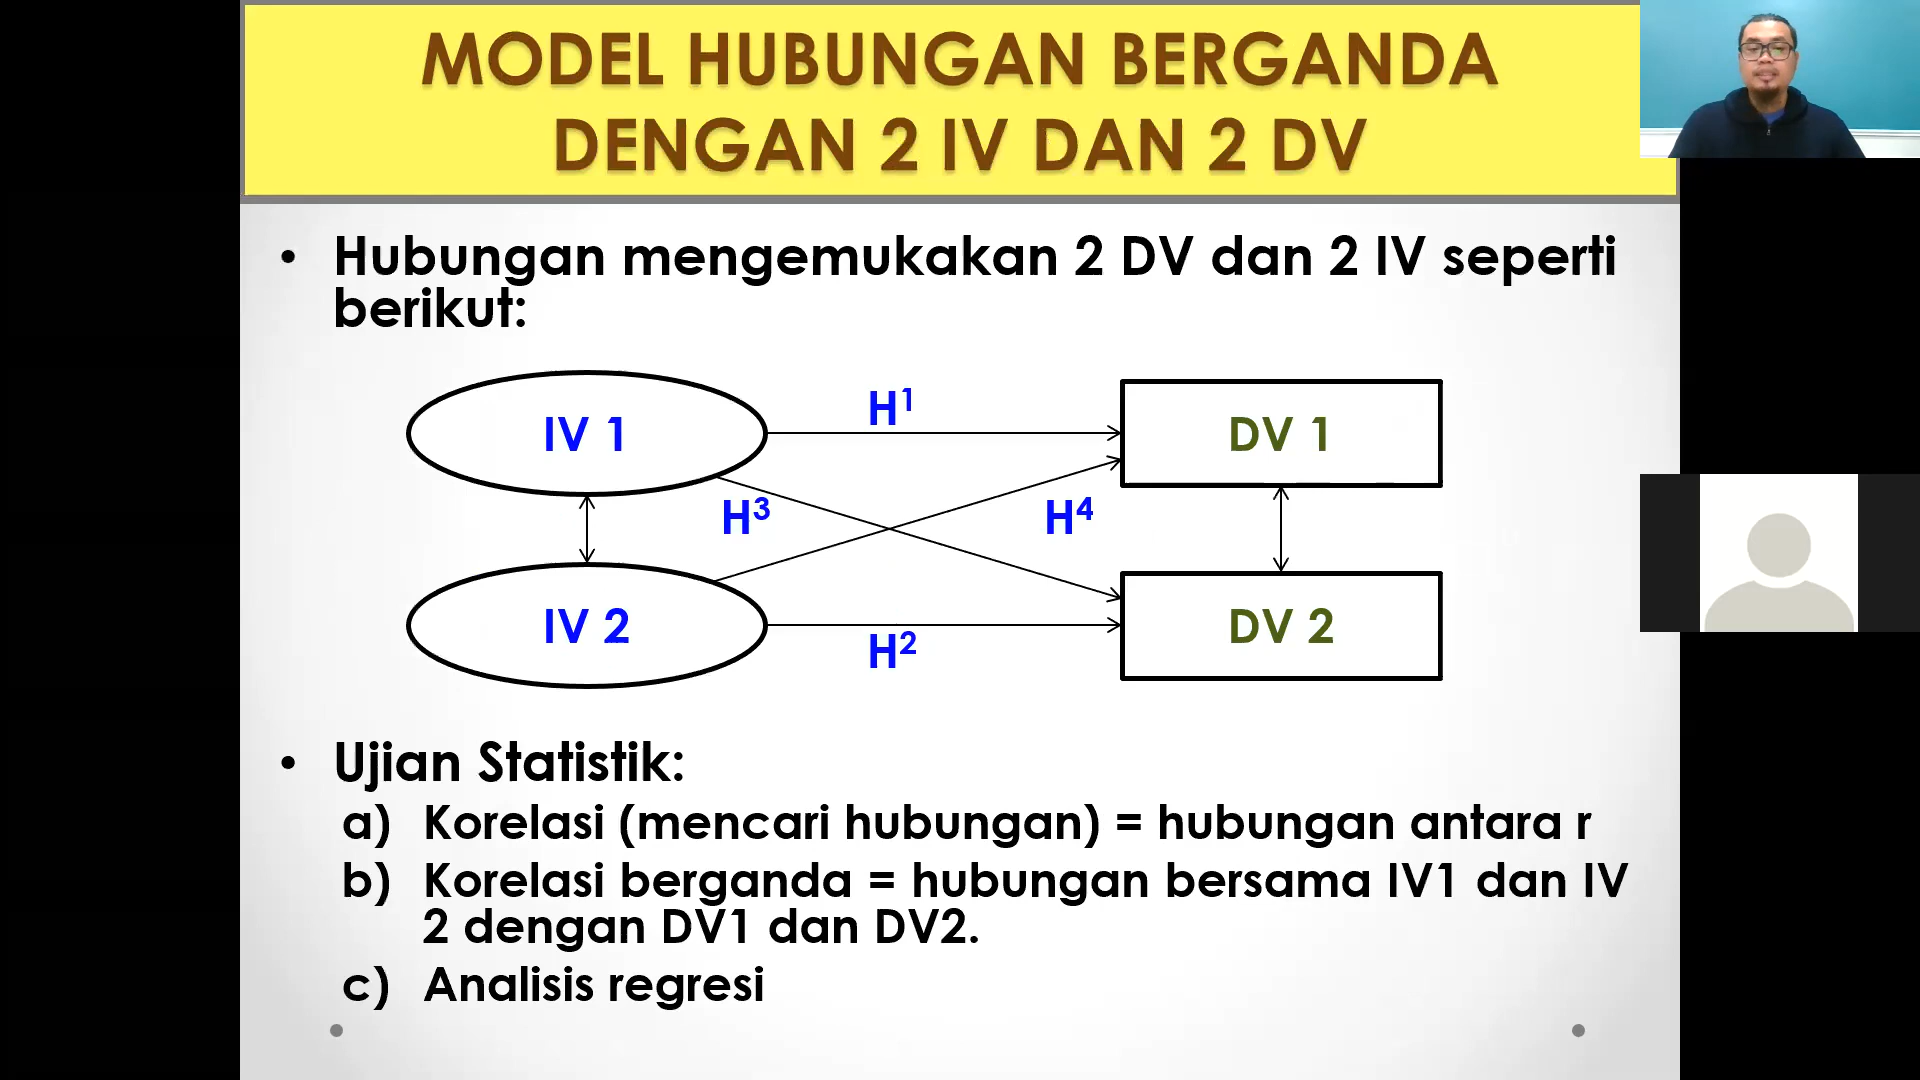 MODEL HUBUNGAN BERGANDA
DENGAN 2 IV DAN 2 DV
• Hubungan mengemukakan 2 DV dan 2 IV seperti
berikut:
IV 1
H¹
DV 1
H³
H⁴
IV 2
H²
DV 2
• Ujian Statistik:
a) Korelasi (mencari hubungan) = hubungan antara r
b) Korelasi berganda = hubungan bersama IV1 dan IV
2 dengan DV1 dan DV2.
c) Analisis regresi